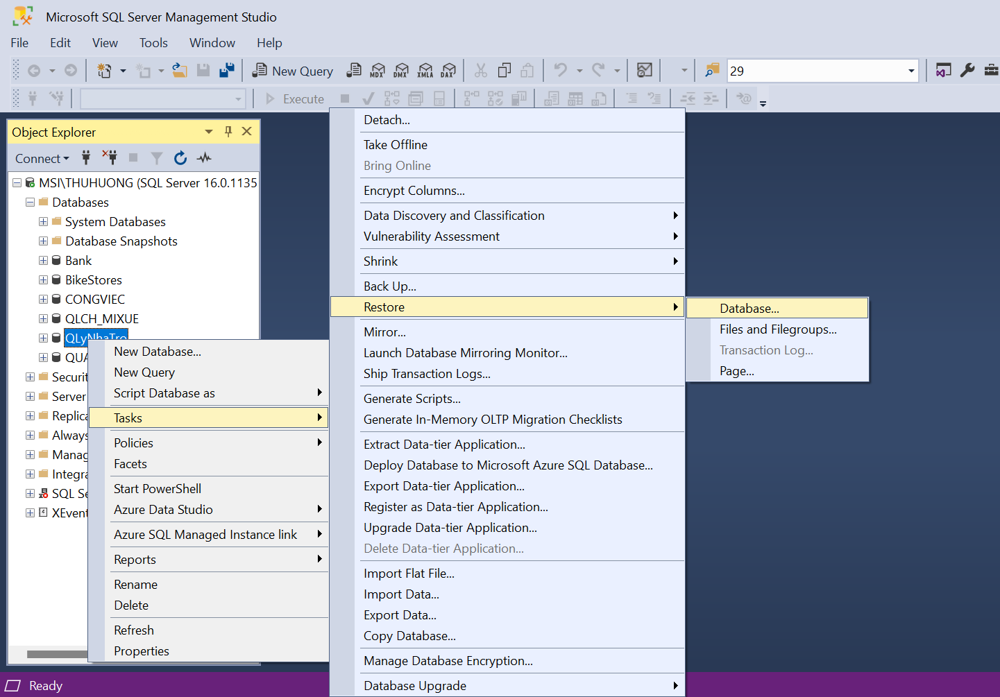 Microsoft SQL Server Management Studio
File Edit View Tools Window Help
New Query MDX DMX XMLA DAX 29
Execute
Object Explorer
Connect
MSI\THUHUONG (SQL Server 16.0.1135
Databases
System Databases
Database Snapshots
Bank
BikeStores
CONGVIEC
QLCH_MIXUE
QLyNhaTro
QUA
Securit
Server
Replica
Always
Manag
Integra
SQL Se
XEvent
New Database...
New Query
Script Database as
Tasks
Policies
Facets
Start PowerShell
Azure Data Studio
Azure SQL Managed Instance link
Reports
Rename
Delete
Refresh
Properties
Detach...
Take Offline
Bring Online
Encrypt Columns...
Data Discovery and Classification
Vulnerability Assessment
Shrink
Back Up...
Restore
Mirror...
Launch Database Mirroring Monitor...
Ship Transaction Logs...
Generate Scripts...
Generate In-Memory OLTP Migration Checklists
Extract Data-tier Application...
Deploy Database to Microsoft Azure SQL Database...
Export Data-tier Application...
Register as Data-tier Application...
Upgrade Data-tier Application...
Delete Data-tier Application...
Import Flat File...
Import Data...
Export Data...
Copy Database...
Manage Database Encryption...
Database Upgrade
Database...
Files and Filegroups...
Transaction Log...
Page...
Ready